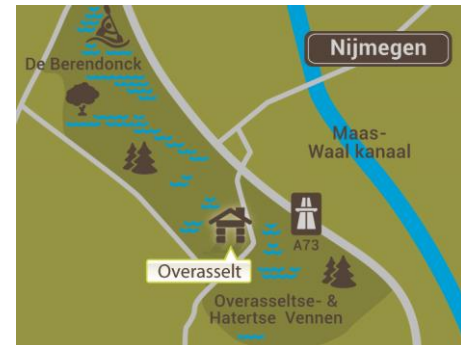 Nijmegen
De Berendonck
Maas-
Waal kanaal
A73
Overasselt
Overasseltse- &
Hatertse Vennen